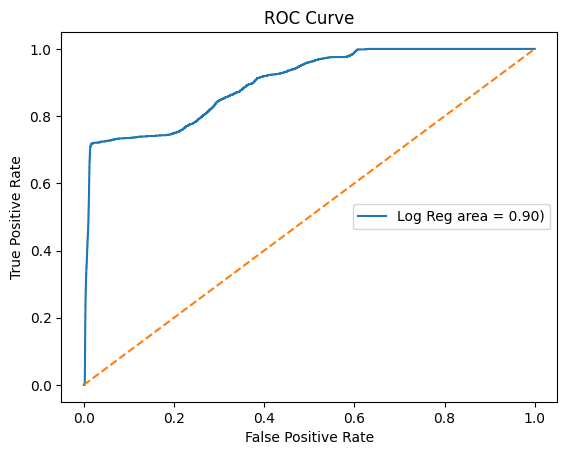 ROC Curve
1.0
0.8
0.6
0.4
0.2
0.0
True Positive Rate
Log Reg area = 0.90)
0.0 0.2 0.4 0.6 0.8 1.0
False Positive Rate